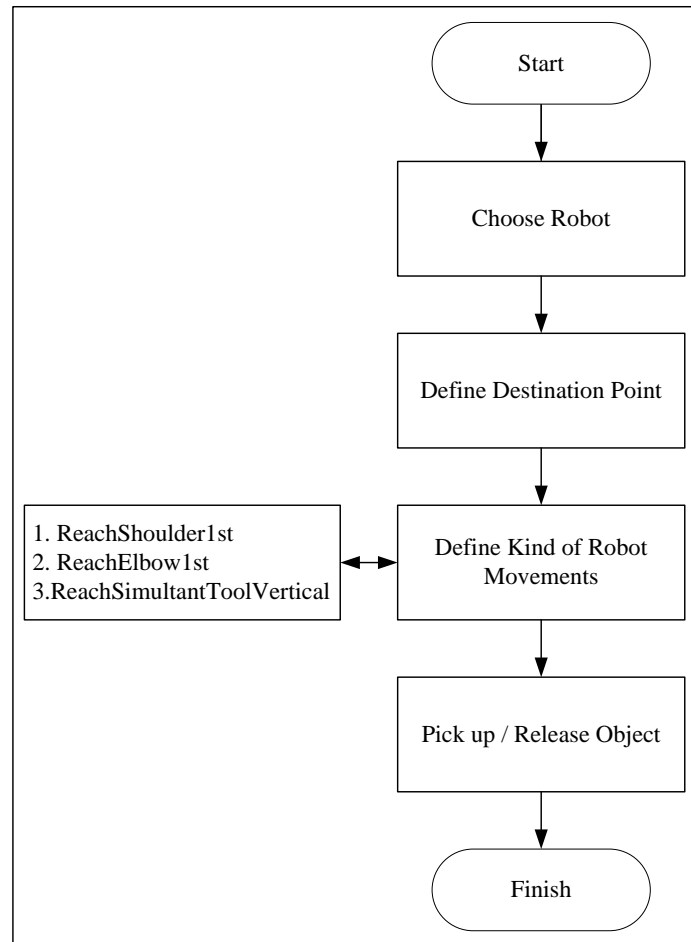 Start
Choose Robot
Define Destination Point
1. ReachShoulder1st
2. ReachElbow1st
3.ReachSimultantToolVertical
Define Kind of Robot
Movements
Pick up / Release Object
Finish